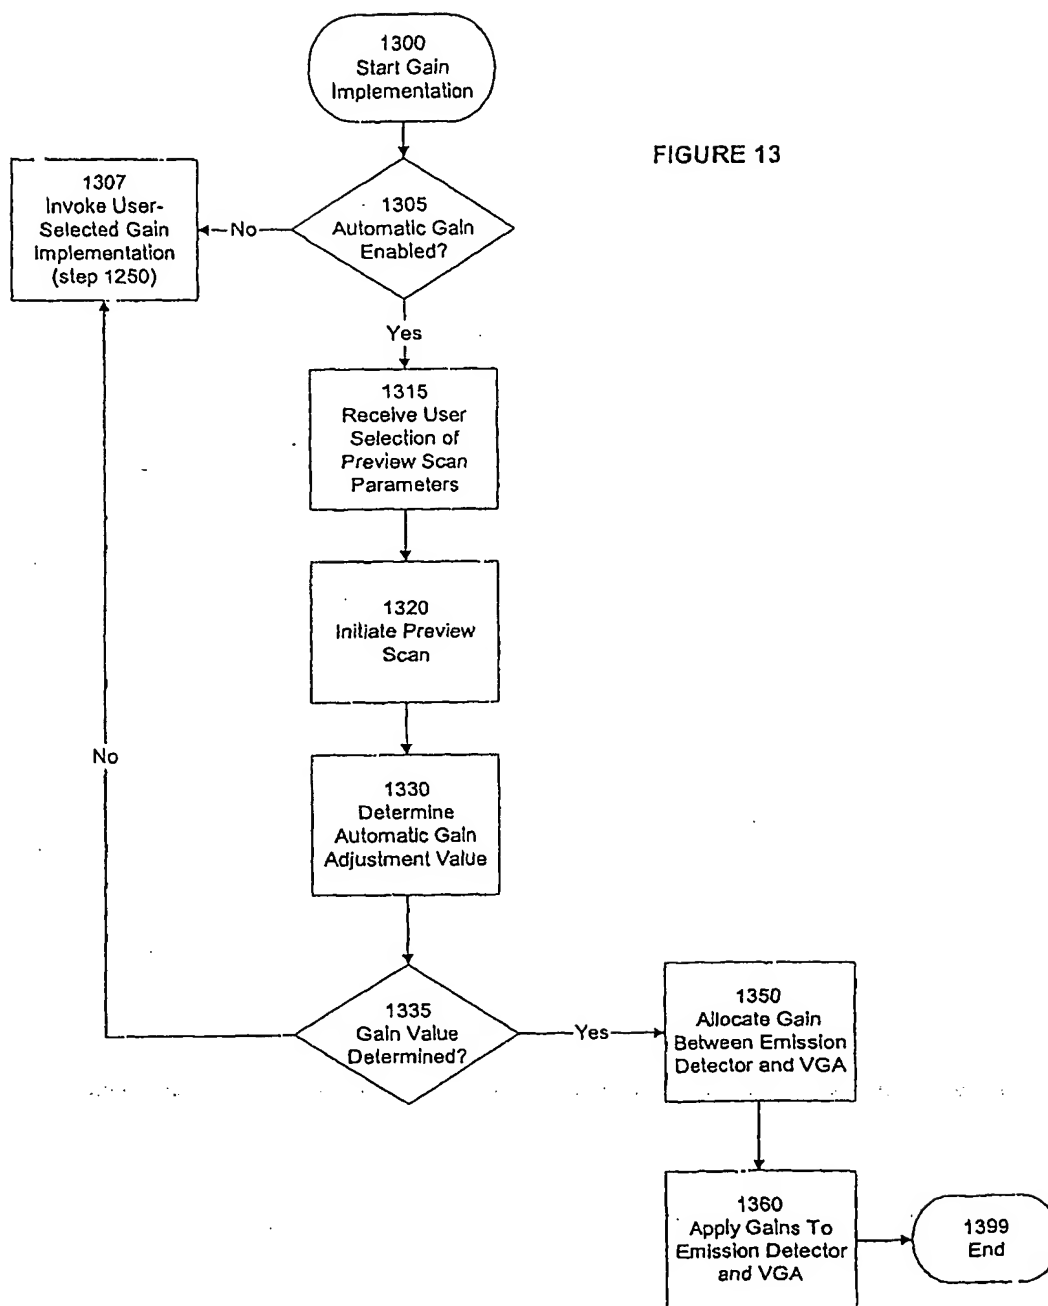 1300
Start Gain
Implementation
FIGURE 13
1307
Invoke User-
Selected Gain
Implementation
(step 1250)
No
1305
Automatic Gain
Enabled?
Yes
1315
Receive User
Selection of
Preview Scan
Parameters
1320
Initiate Preview
Scan
No
1330
Determine
Automatic Gain
Adjustment Value
1335
Gain Value
Determined?
Yes
1350
Allocate Gain
Between Emission
Detector and VGA
1360
Apply Gains To
Emission Detector
and VGA
1399
End